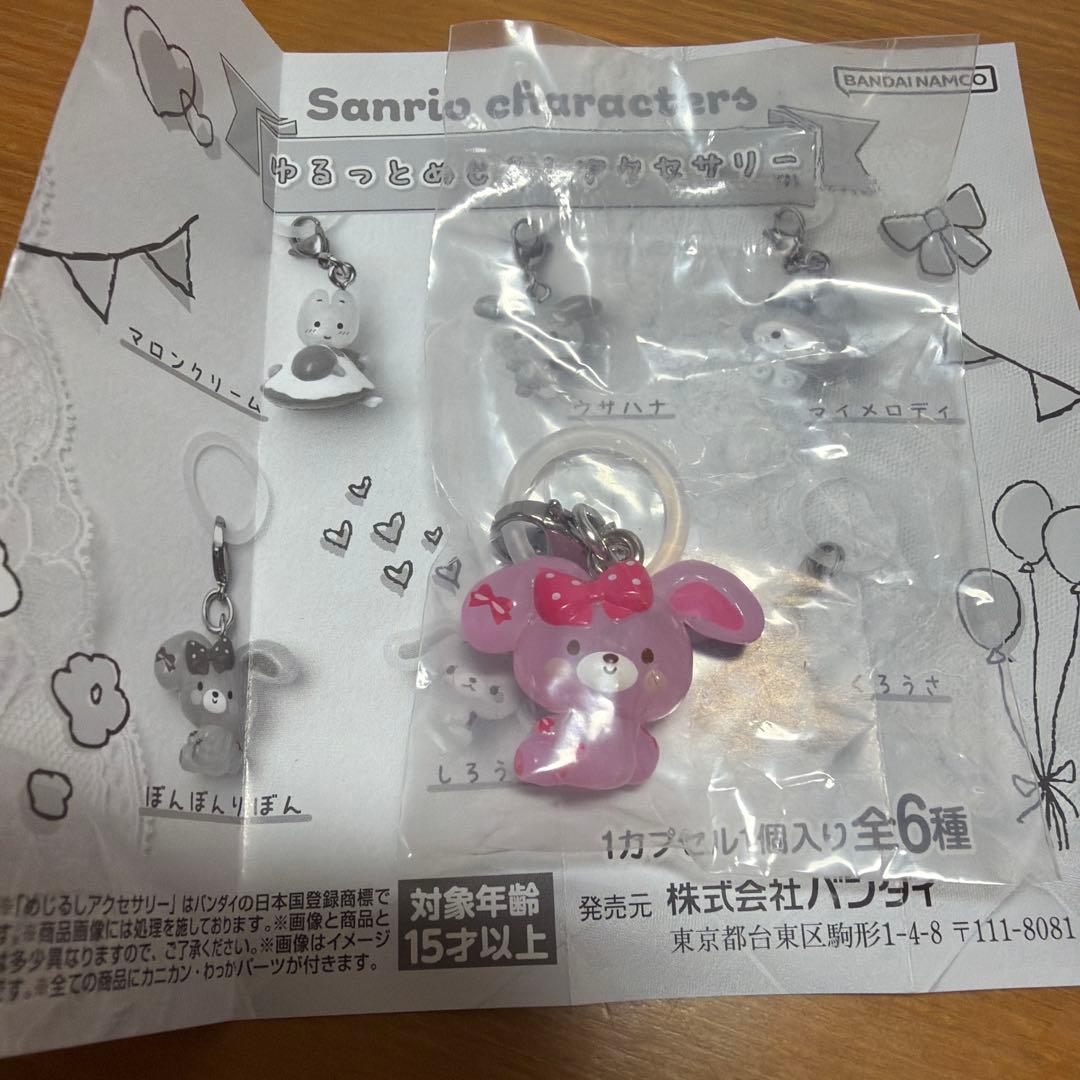 BANDAI NAMCO
Sanrio characters
ゆるっとめじるしアクセサリー
マロンクリーム
ウサハナ
マイメロディ
ぼんぼんりぼん
しろう
くろうさ
1カプセル1個入り 全6種
※「めじるしアクセサリー」はバンダイの日本国登録商標で
す。※商品画像には処理を施しております。※画像と商品と
は多少異なりますので、ご了承ください。※画像はイメージ
です。※全ての商品にカニカン・わっかパーツが付きます。
対象年齢
15才以上
発売元 株式会社バンダイ
東京都台東区駒形1-4-8 〒111-8081